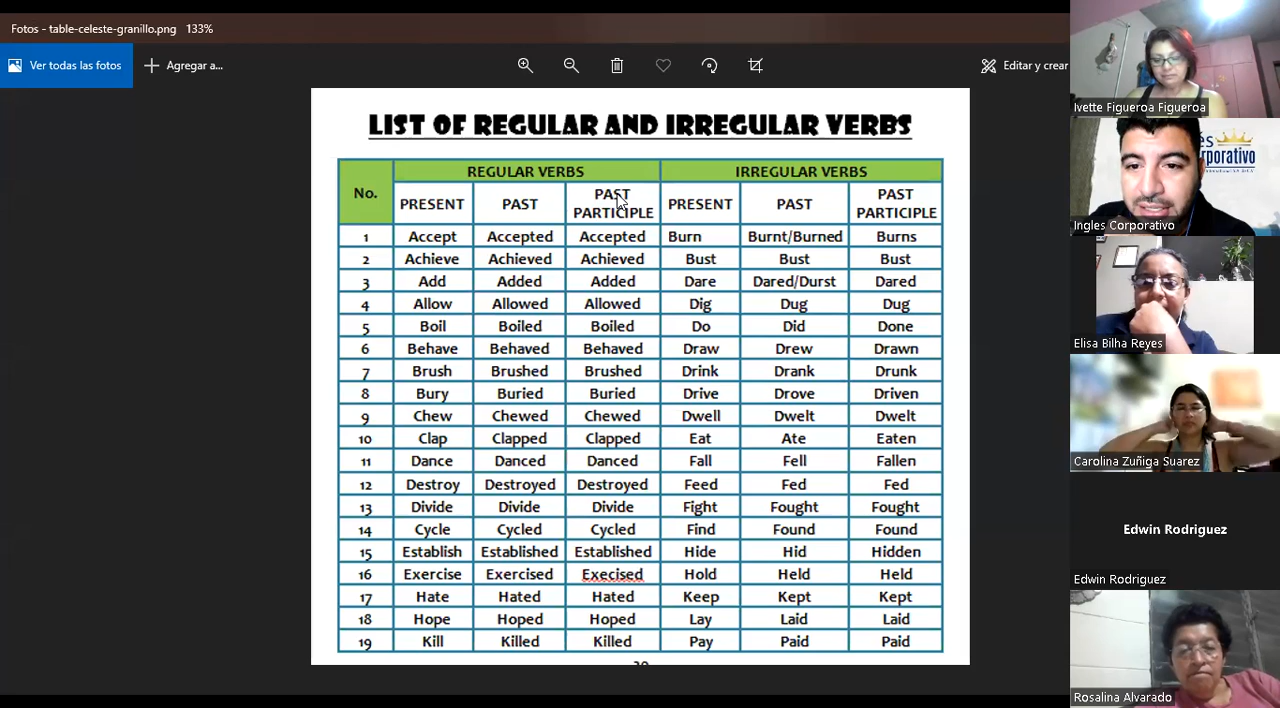 Fotos - table-celeste-granillo.png 133%
Ver todas las fotos
Agregar a...
Editar y crear
LIST OF REGULAR AND IRREGULAR VERBS
No. REGULAR VERBS IRREGULAR VERBS
PRESENT PAST PAST PARTICIPLE PRESENT PAST PAST PARTICIPLE
1 Accept Accepted Accepted Burn Burnt/Burned Burns
2 Achieve Achieved Achieved Bust Bust Bust
3 Add Added Added Dare Dared/Durst Dared
4 Allow Allowed Allowed Dig Dug Dug
5 Boil Boiled Boiled Do Did Done
6 Behave Behaved Behaved Draw Drew Drawn
7 Brush Brushed Brushed Drink Drank Drunk
8 Bury Buried Buried Drive Drove Driven
9 Chew Chewed Chewed Dwell Dwelt Dwelt
10 Clap Clapped Clapped Eat Ate Eaten
11 Dance Danced Danced Fall Fell Fallen
12 Destroy Destroyed Destroyed Feed Fed Fed
13 Divide Divide Divide Fight Fought Fought
14 Cycle Cycled Cycled Find Found Found
15 Establish Established Established Hide Hid Hidden
16 Exercise Exercised Execised Hold Held Held
17 Hate Hated Hated Keep Kept Kept
18 Hope Hoped Hoped Lay Laid Laid
19 Kill Killed Killed Pay Paid Paid
Ivette Figueroa Figueroa
es
rporativo
Ingles Corporativo
Elisa Bilha Reyes
Carolina Zuñiga Suarez
Edwin Rodriguez
Edwin Rodriguez
Rosalina Alvarado